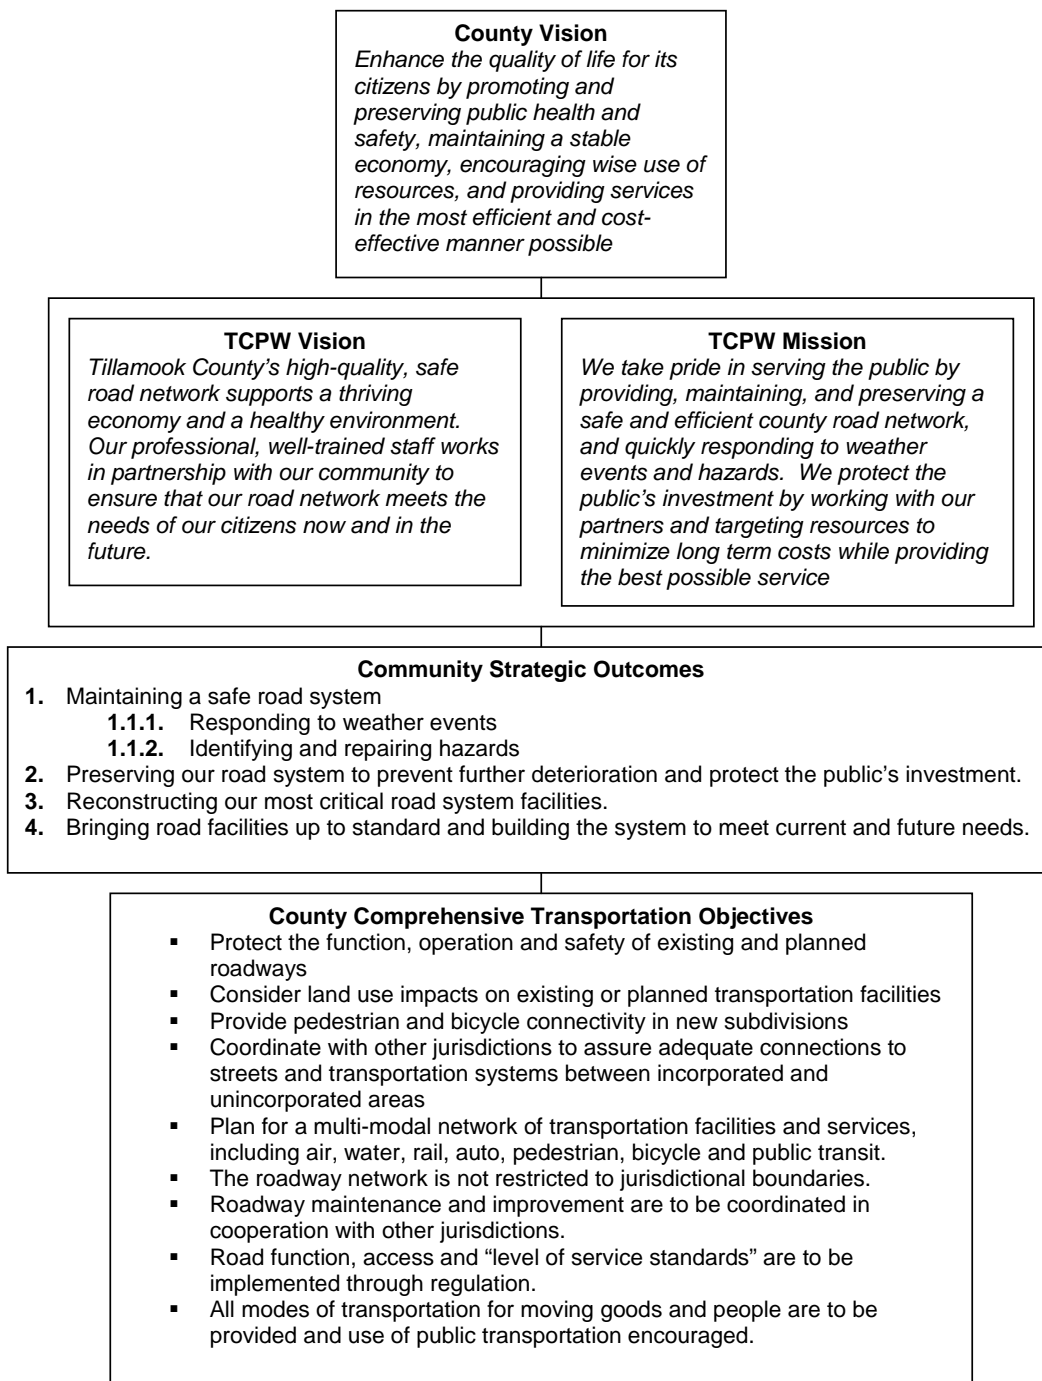 County Vision
Enhance the quality of life for its
citizens by promoting and
preserving public health and
safety, maintaining a stable
economy, encouraging wise use of
resources, and providing services
in the most efficient and cost-
effective manner possible
TCPW Vision
Tillamook County’s high-quality, safe
road network supports a thriving
economy and a healthy environment.
Our professional, well-trained staff works
in partnership with our community to
ensure that our road network meets the
needs of our citizens now and in the
future.
TCPW Mission
We take pride in serving the public by
providing, maintaining, and preserving a
safe and efficient county road network,
and quickly responding to weather
events and hazards.  We protect the
public’s investment by working with our
partners and targeting resources to
minimize long term costs while providing
the best possible service
Community Strategic Outcomes
1. Maintaining a safe road system
1.1.1. Responding to weather events
1.1.2. Identifying and repairing hazards
2. Preserving our road system to prevent further deterioration and protect the public’s investment.
3. Reconstructing our most critical road system facilities.
4. Bringing road facilities up to standard and building the system to meet current and future needs.
County Comprehensive Transportation Objectives
▪ Protect the function, operation and safety of existing and planned
roadways
▪ Consider land use impacts on existing or planned transportation facilities
▪ Provide pedestrian and bicycle connectivity in new subdivisions
▪ Coordinate with other jurisdictions to assure adequate connections to
streets and transportation systems between incorporated and
unincorporated areas
▪ Plan for a multi-modal network of transportation facilities and services,
including air, water, rail, auto, pedestrian, bicycle and public transit.
▪ The roadway network is not restricted to jurisdictional boundaries.
▪ Roadway maintenance and improvement are to be coordinated in
cooperation with other jurisdictions.
▪ Road function, access and “level of service standards” are to be
implemented through regulation.
▪ All modes of transportation for moving goods and people are to be
provided and use of public transportation encouraged.